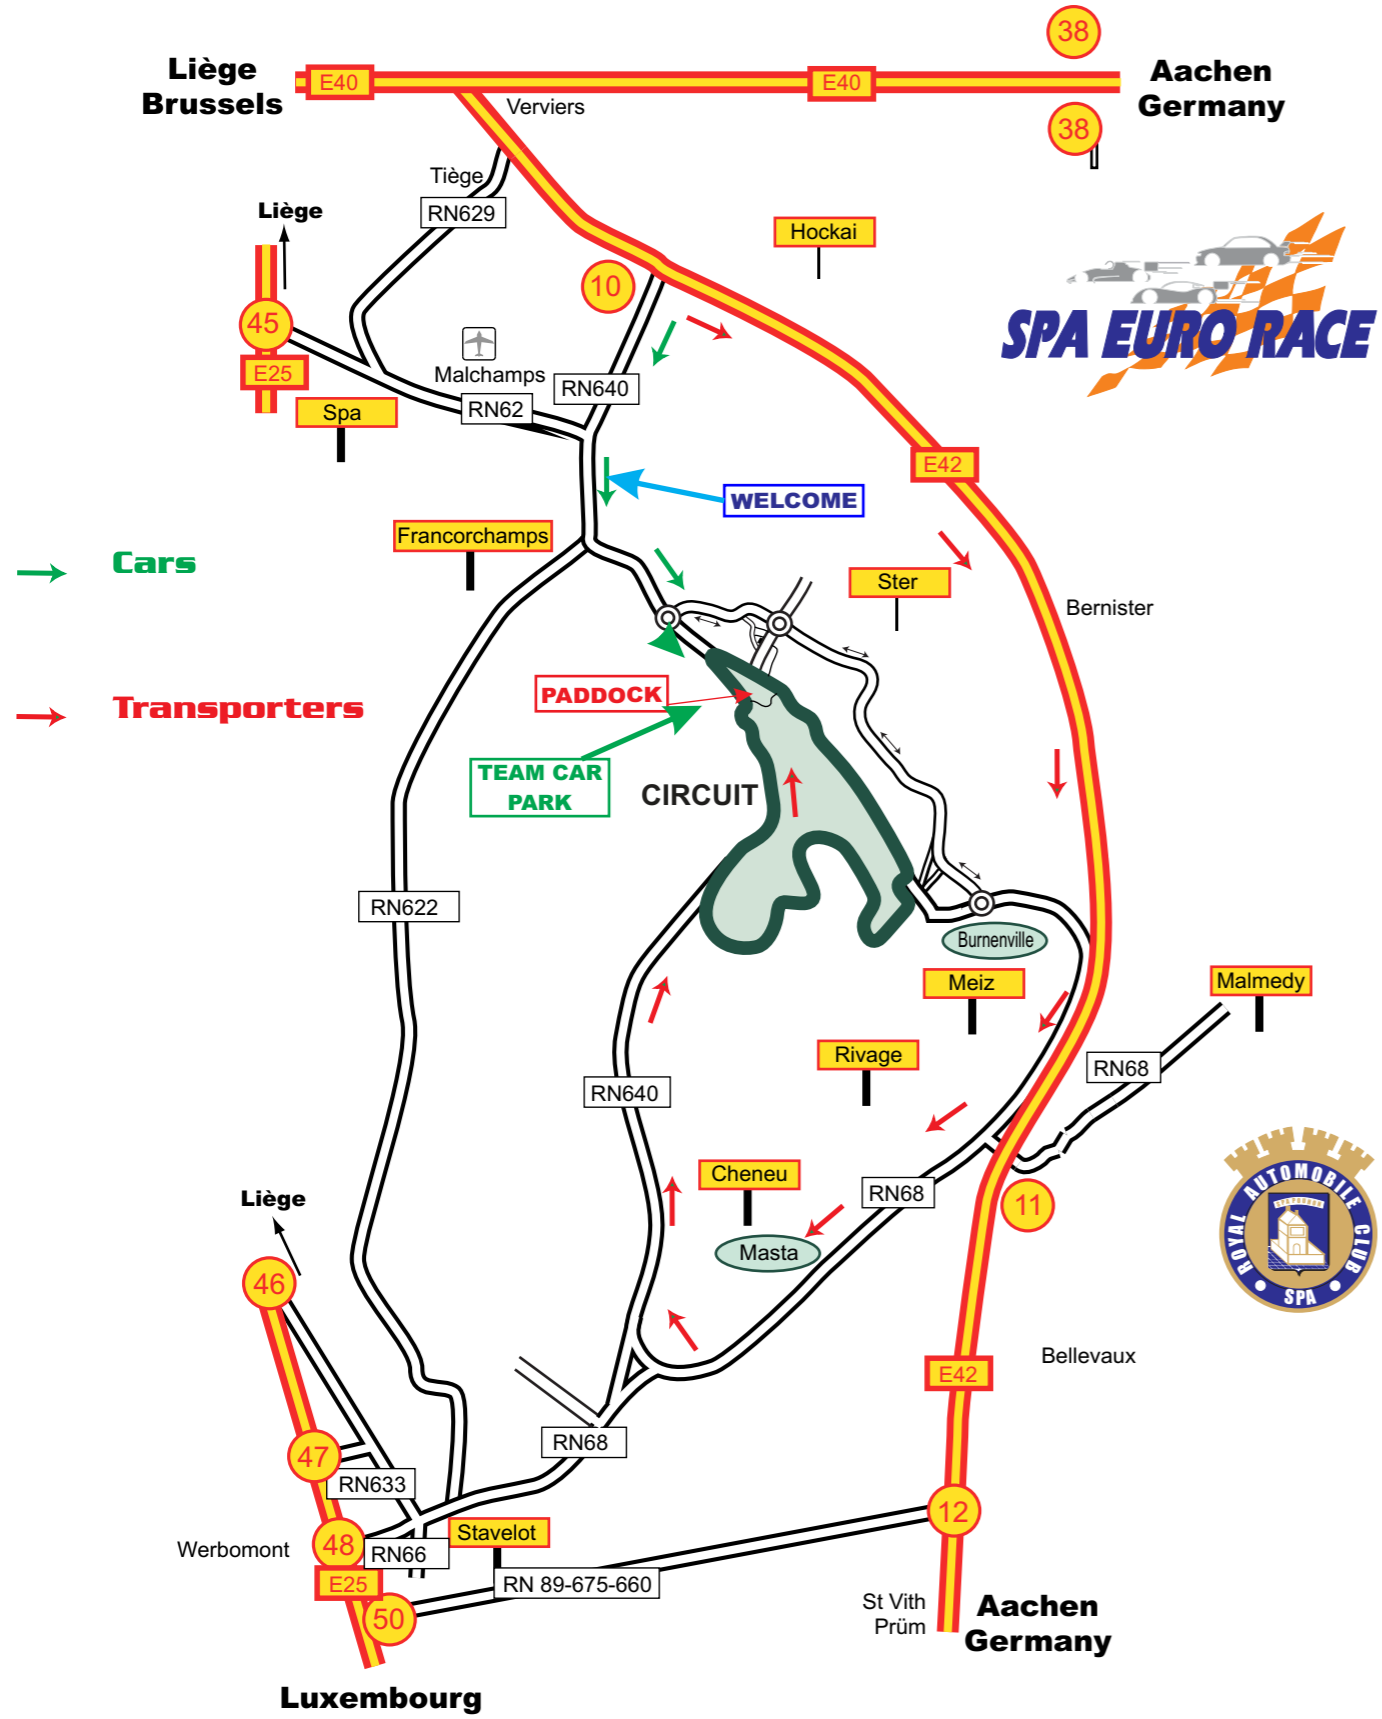 38
Liège
Brussels
E40
E40
Aachen
Germany
Verviers
38
Tiège
Liège
RN629
Hockai
10
45
SPA EURO RACE
E25
Malchamps
RN640
Spa
RN62
E42
WELCOME
Francorchamps
Cars
Ster
Bernister
PADDOCK
Transporters
TEAM CAR
PARK
CIRCUIT
RN622
Burnenville
Meiz
Malmedy
Rivage
RN68
RN640
Cheneu
RN68
Liège
11
Masta
ROYAL AUTOMOBILE CLUB
SPA
46
Bellevaux
E42
RN68
47
RN633
12
Stavelot
Werbomont
48
RN66
E25
RN 89-675-660
50
St Vith
Prüm
Aachen
Germany
Luxembourg